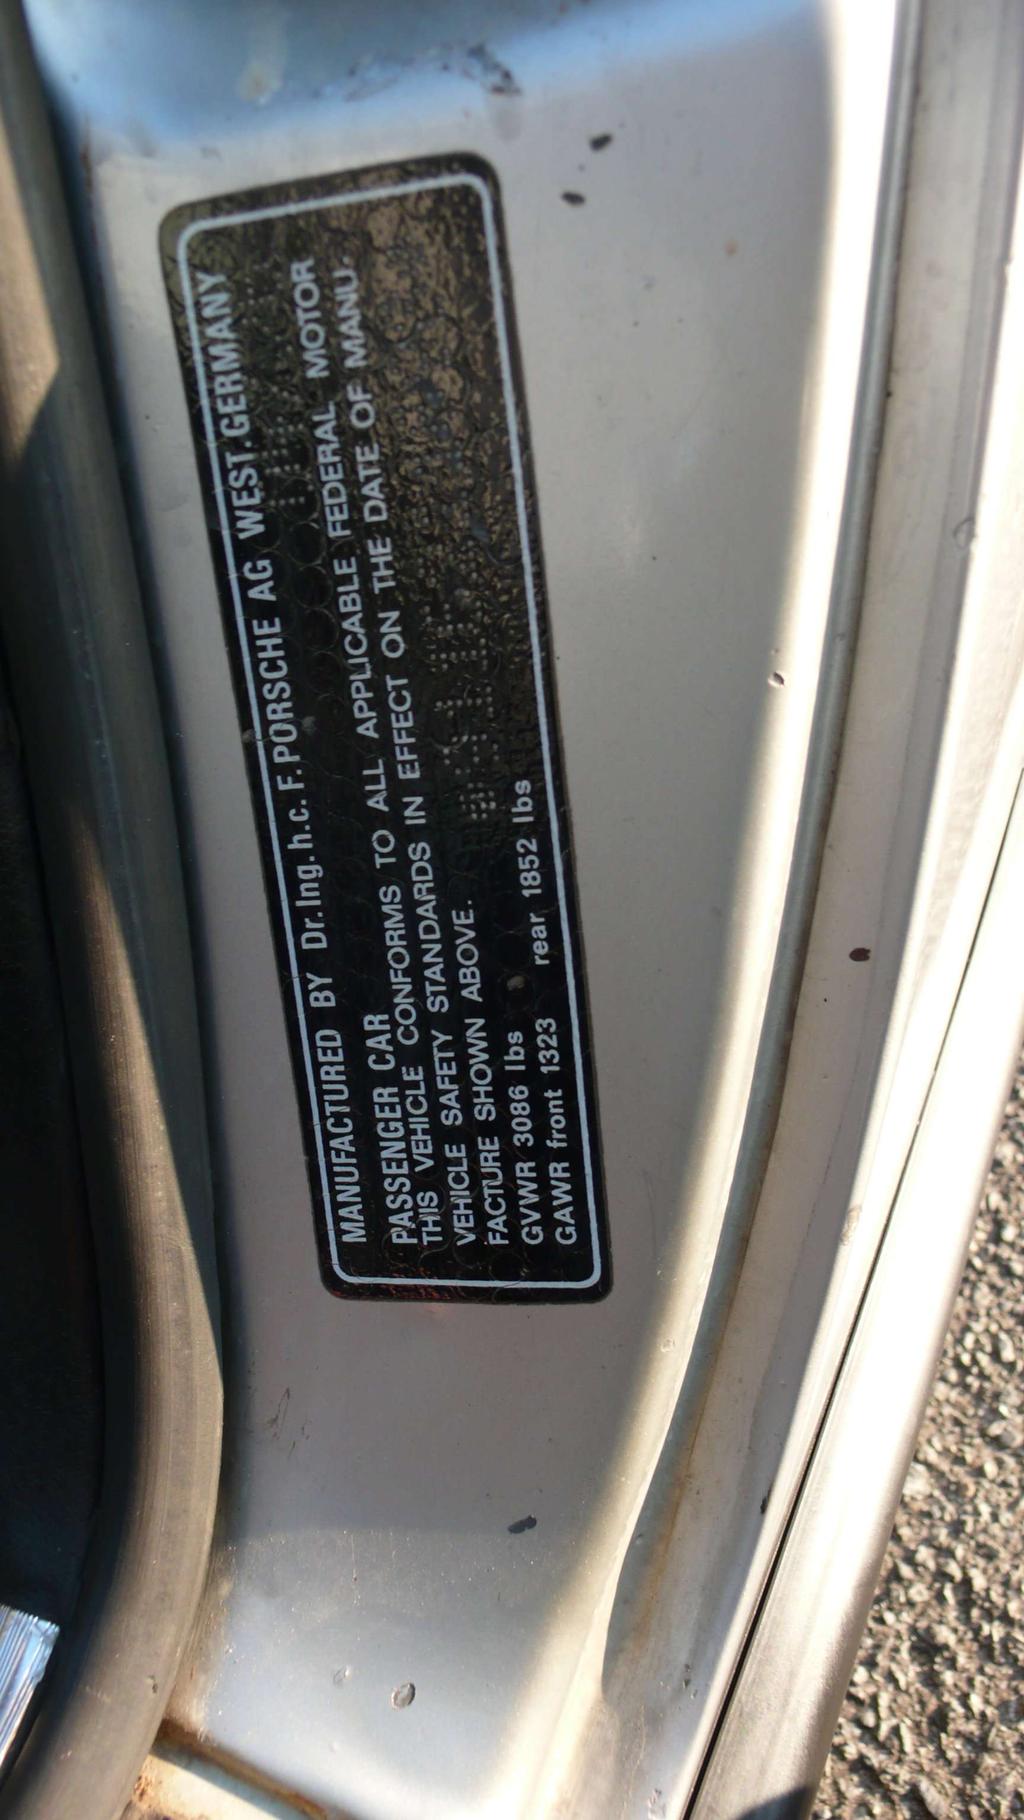 MANUFACTURED BY Dr.Ing.h.c.F.PORSCHE AG WEST.GERMANY
PASSENGER CAR
THIS VEHICLE CONFORMS TO ALL APPLICABLE FEDERAL MOTOR
VEHICLE SAFETY STANDARDS IN EFFECT ON THE DATE OF MANU.
FACTURE SHOWN ABOVE.
GVWR 3086 lbs
GAWR front 1323 rear 1852 lbs